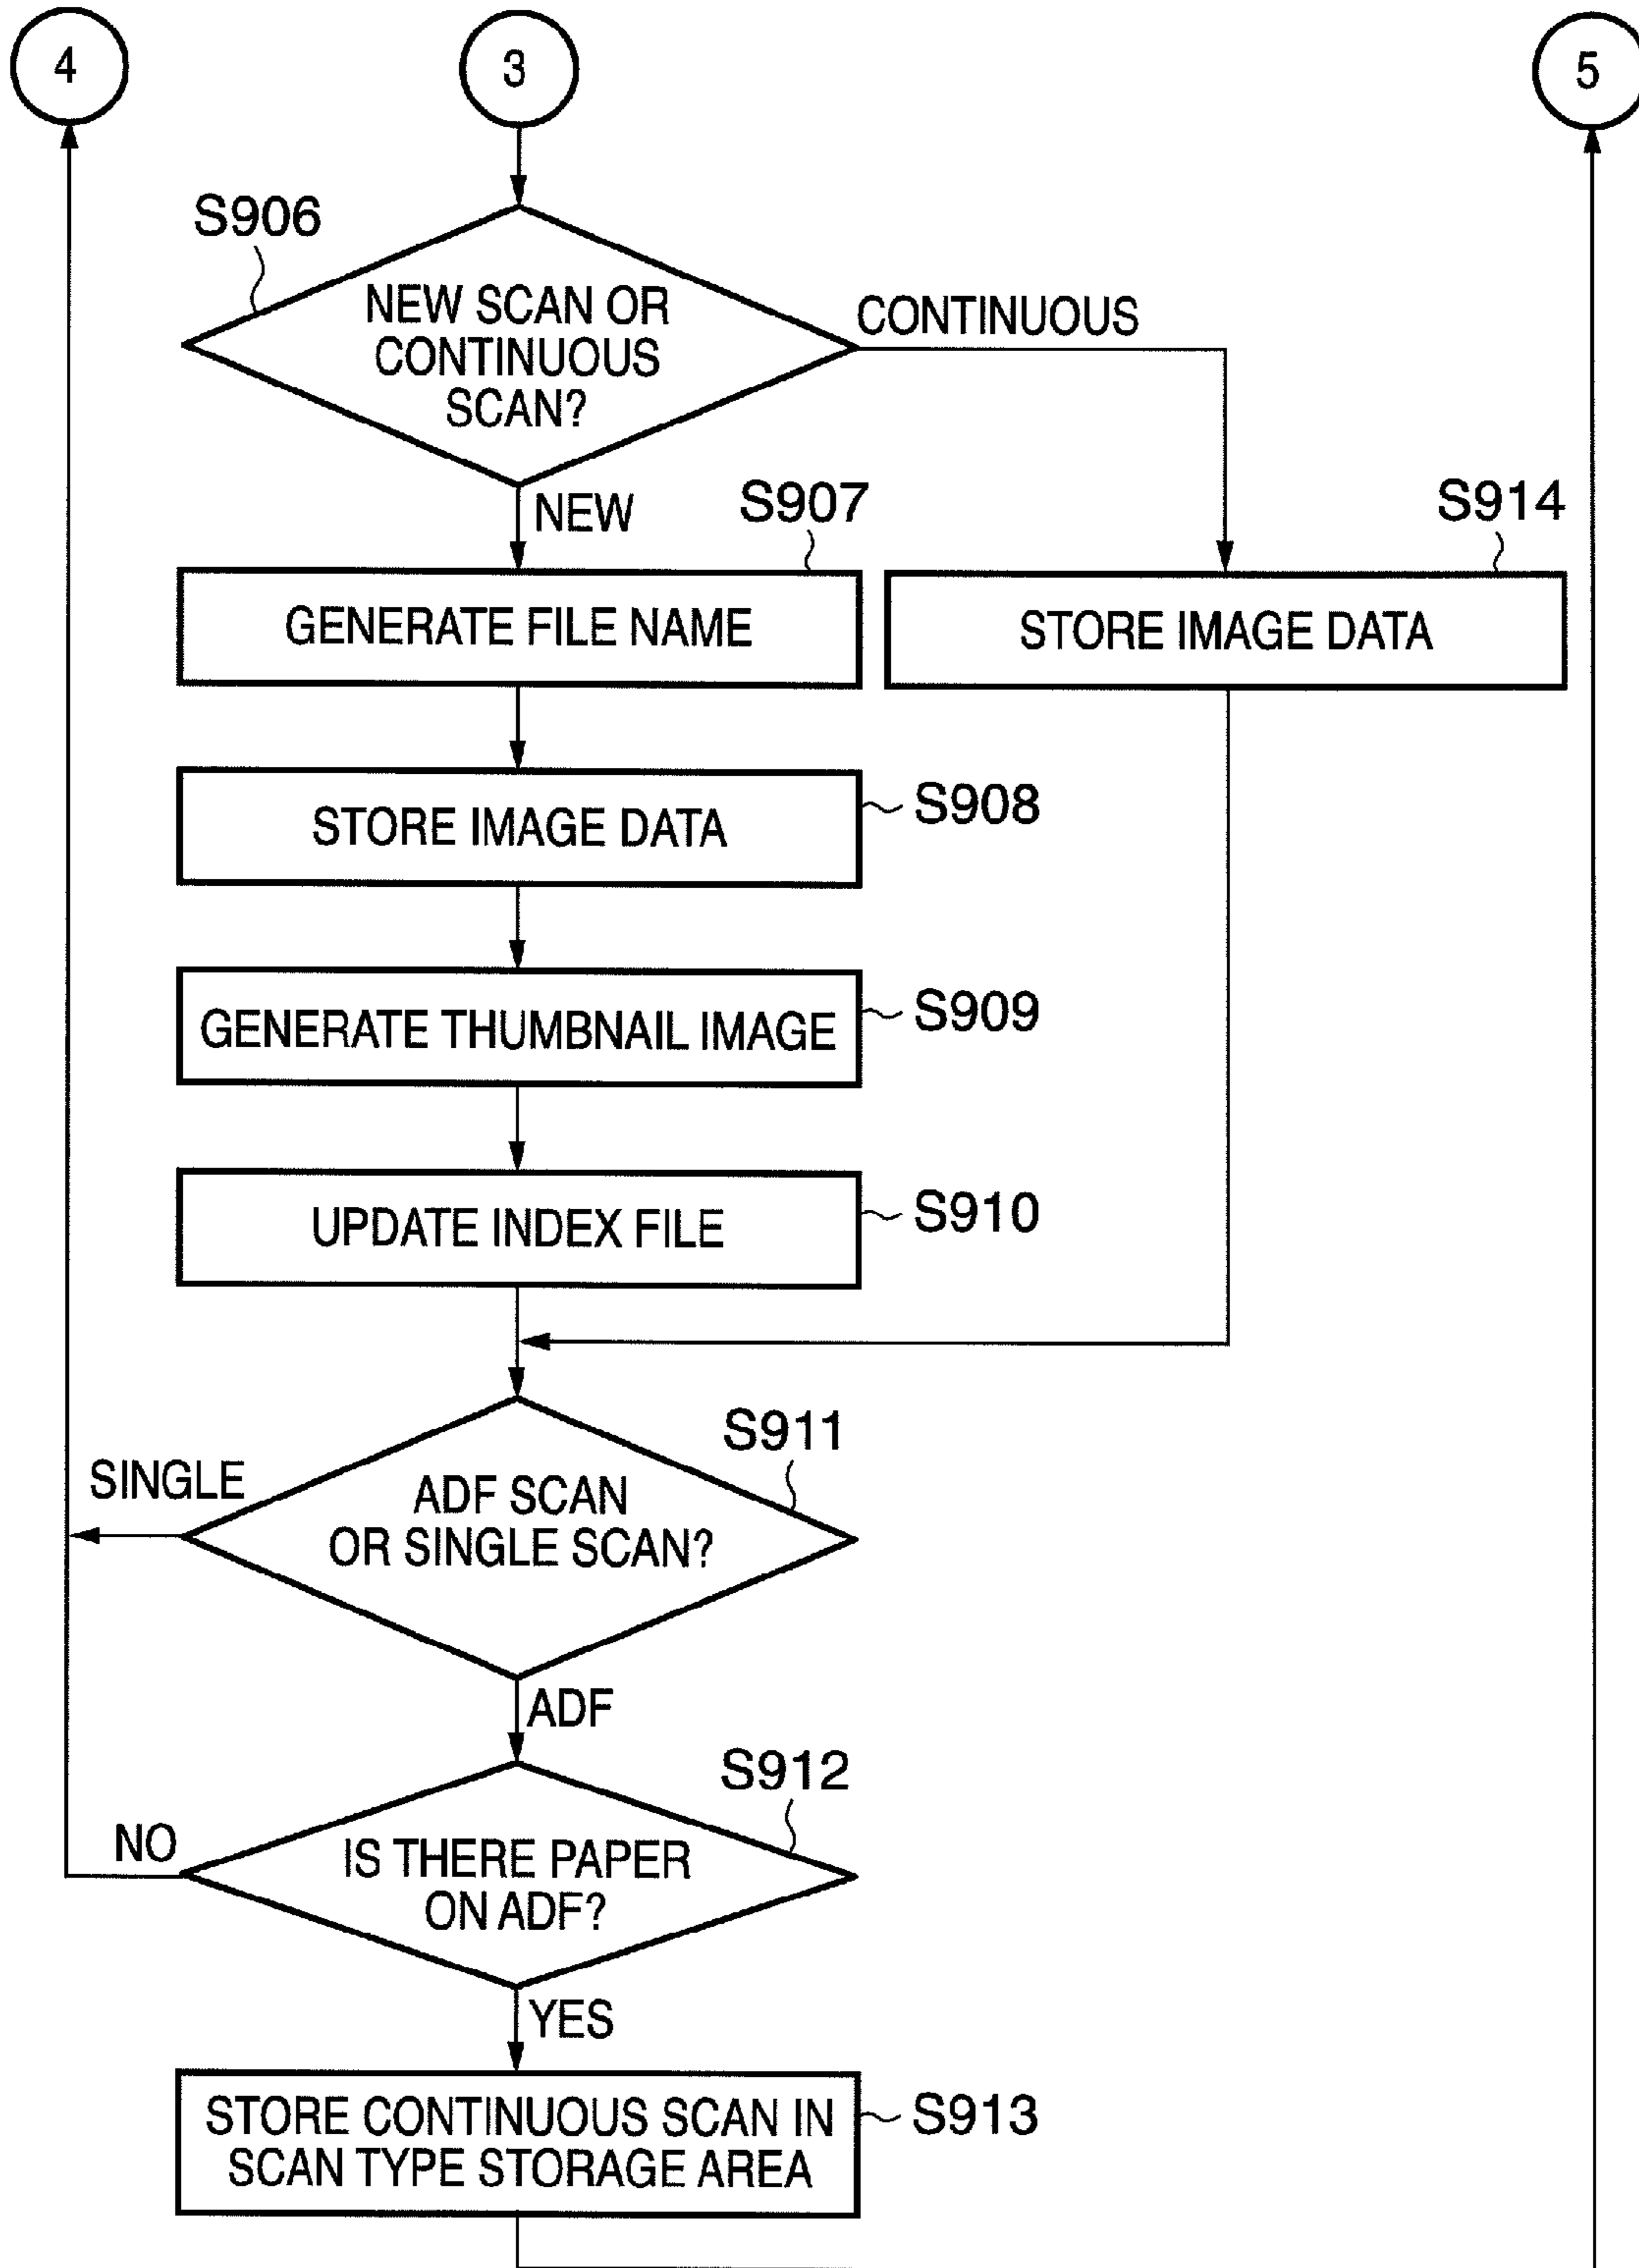 4
3
5
S906
NEW SCAN OR
CONTINUOUS
SCAN?
CONTINUOUS
NEW
S907
S914
GENERATE FILE NAME
STORE IMAGE DATA
STORE IMAGE DATA
S908
GENERATE THUMBNAIL IMAGE
S909
UPDATE INDEX FILE
S910
S911
SINGLE
ADF SCAN
OR SINGLE SCAN?
ADF
S912
NO
IS THERE PAPER
ON ADF?
YES
STORE CONTINUOUS SCAN IN
SCAN TYPE STORAGE AREA
S913